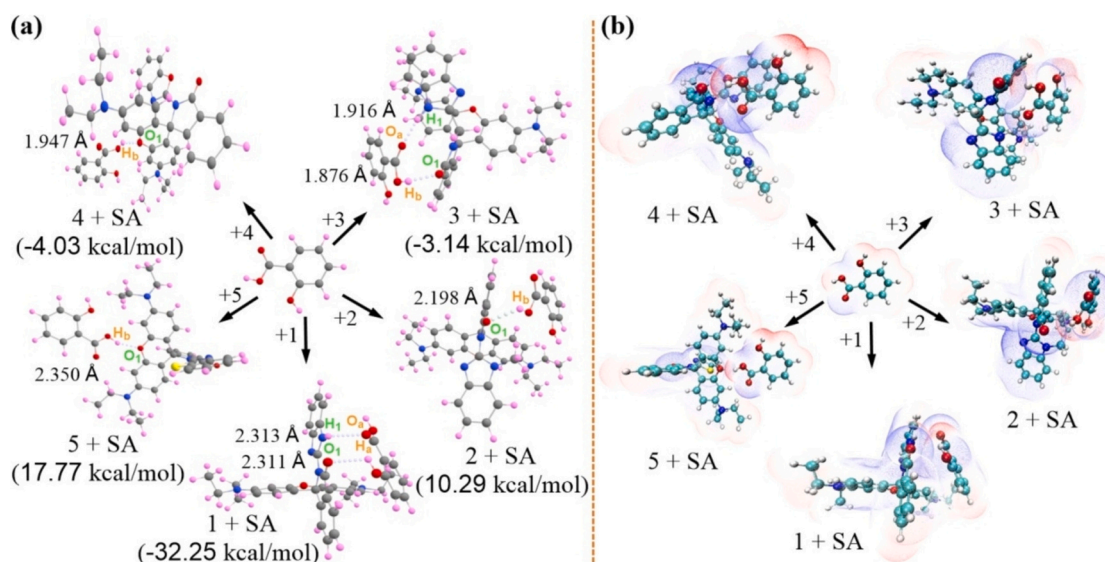 (a)
(b)
1.947 Å
O1
Hb
4 + SA
(-4.03 kcal/mol)
1.916 Å
H1
Oa
O1
1.876 Å
Hb
3 + SA
(-3.14 kcal/mol)
+4
+3
+5
+2
+1
Hb
O1
2.350 Å
5 + SA
(17.77 kcal/mol)
2.198 Å
Hb
O1
2 + SA
(10.29 kcal/mol)
2.313 Å
H1
Oa
O1
Ha
2.311 Å
1 + SA
(-32.25 kcal/mol)
4 + SA
3 + SA
+4
+3
+5
+2
+1
5 + SA
2 + SA
1 + SA